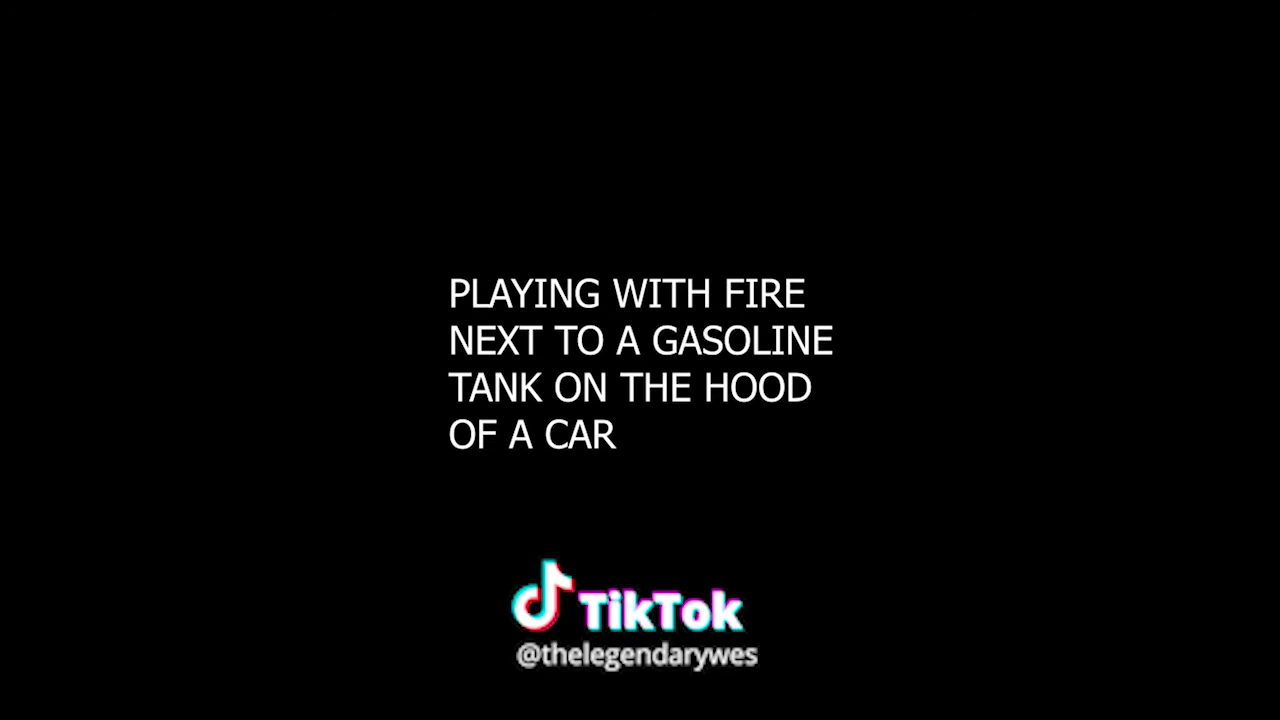 PLAYING WITH FIRE
NEXT TO A GASOLINE
TANK ON THE HOOD
OF A CAR
TikTok
@thelegendarywes